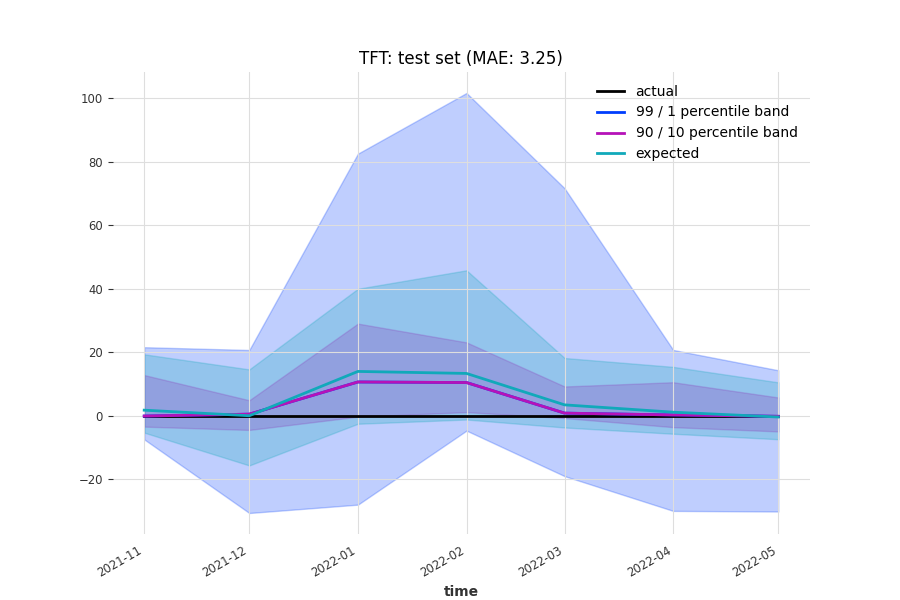 TFT: test set (MAE: 3.25)
actual
99 / 1 percentile band
90 / 10 percentile band
expected
100
80
60
40
20
0
−20
2021-11
2021-12
2022-01
2022-02
2022-03
2022-04
2022-05
time